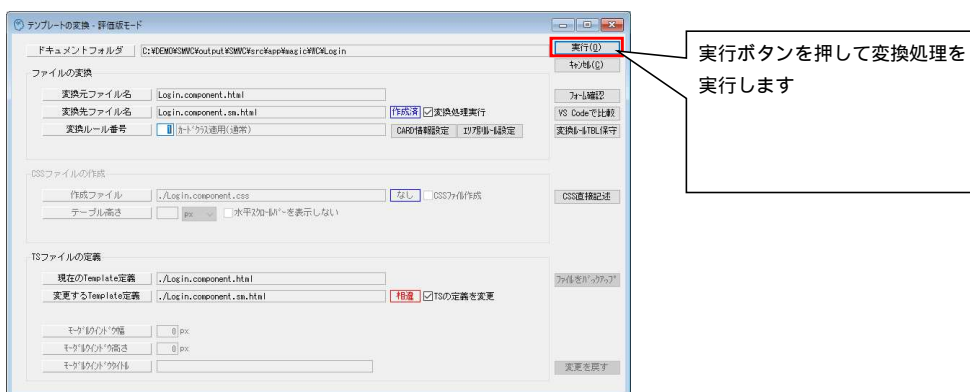 テンプレートの変換 - 評価版モード
ドキュメントフォルダ C:¥DEMO¥SMWC¥output¥SMWC¥src¥app¥magic¥WC¥Login 実行(O)
ｷｬﾝｾﾙ(C)
ファイルの変換
変換元ファイル名 Login.component.html ﾌｫｰﾑ確認
変換先ファイル名 Login.component.sm.html 作成済 変換処理実行 VS Codeで比較
変換ルール番号 1 ｶｰﾄﾞｸﾗｽ適用(通常) CARD情報設定 ｴﾘｱ別ﾙｰﾙ設定 変換ﾙｰﾙTBL保守
CSSファイルの作成
作成ファイル ./Login.component.css なし CSSﾌｧｲﾙ作成 CSS直接記述
テーブル高さ px 水平ｽｸﾛｰﾙﾊﾞｰを表示しない
TSファイルの定義
現在のTemplate定義 ./Login.component.html ﾌｧｲﾙをﾊﾞｯｸｱｯﾌﾟ
変更するTemplate定義 ./Login.component.sm.html 相違 TSの定義を変更
ﾓｰﾀﾞﾙｳｨﾝﾄﾞｳ幅 0 px
ﾓｰﾀﾞﾙｳｨﾝﾄﾞｳ高さ 0 px
ﾓｰﾀﾞﾙｳｨﾝﾄﾞｳﾀｲﾄﾙ 変更を戻す
実行ボタンを押して変換処理を
実行します